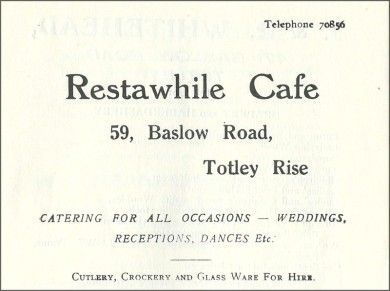 Telephone 70856
Restawhile Cafe
59, Baslow Road,
Totley Rise
CATERING FOR ALL OCCASIONS — WEDDINGS,
RECEPTIONS, DANCES Etc.
CUTLERY, CROCKERY AND GLASS WARE FOR HIRE.